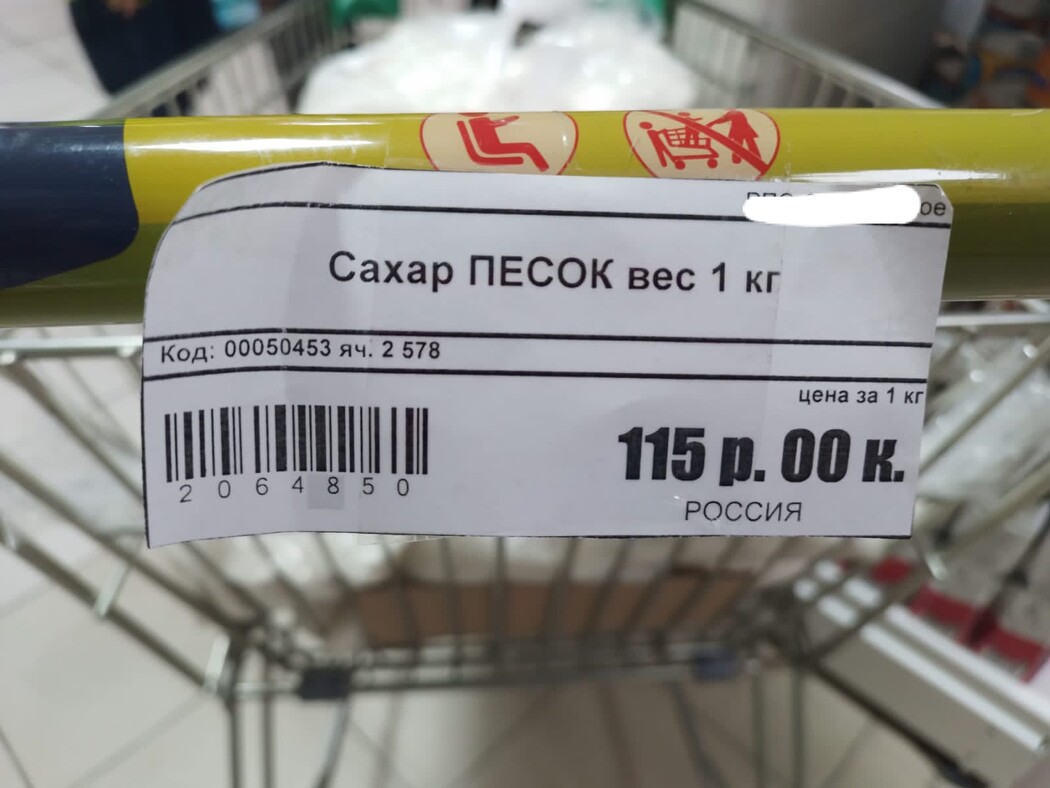 Сахар ПЕСОК вес 1 кг
Код: 00050453 яч. 2 578
цена за 1 кг
2064850
115 р. 00 к.
РОССИЯ